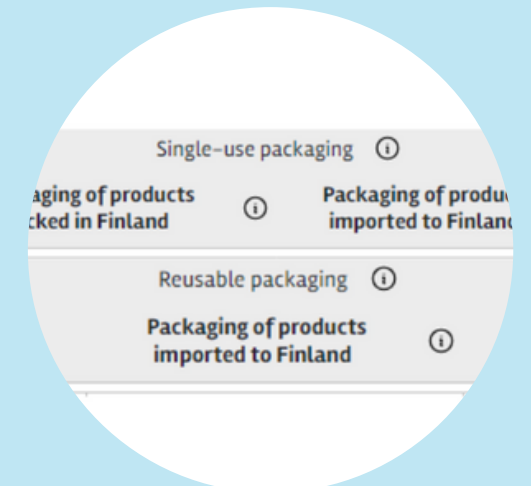 Single-use packaging
aging of products
cked in Finland
Packaging of produ
imported to Finlan
Reusable packaging
Packaging of products
imported to Finland